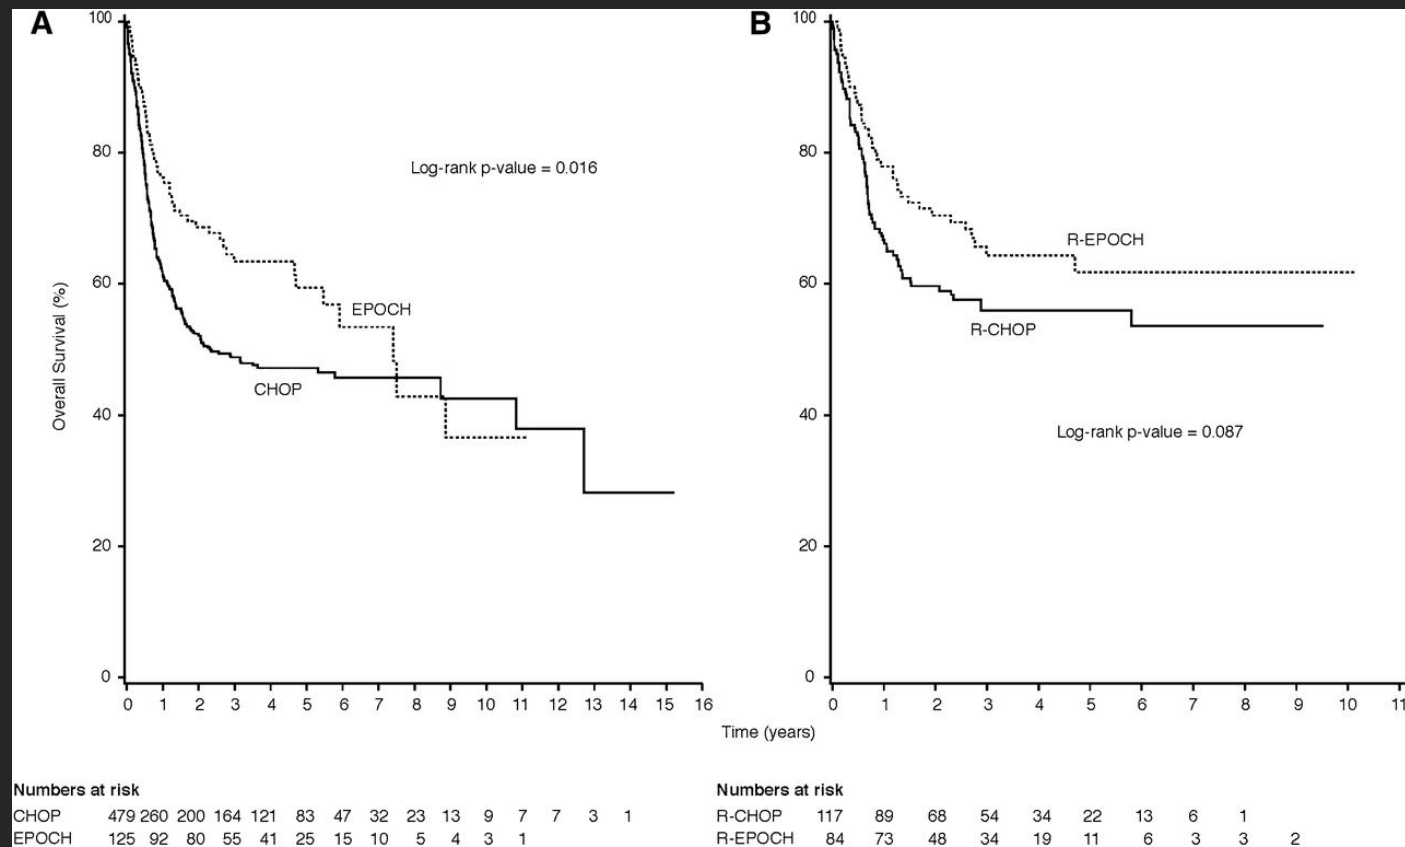 A
B
100
80
60
40
20
0
Overall Survival (%)
Log-rank p-value = 0.016
EPOCH
CHOP
0 1 2 3 4 5 6 7 8 9 10 11 12 13 14 15 16
100
80
60
40
20
0
R-EPOCH
R-CHOP
Log-rank p-value = 0.087
0 1 2 3 4 5 6 7 8 9 10 11
Time (years)
Numbers at risk
CHOP 479 260 200 164 121 83 47 32 23 13 9 7 7 3 1
EPOCH 125 92 80 55 41 25 15 10 5 4 3 1
Numbers at risk
R-CHOP 117 89 68 54 34 22 13 6 1
R-EPOCH 84 73 48 34 19 11 6 3 3 2